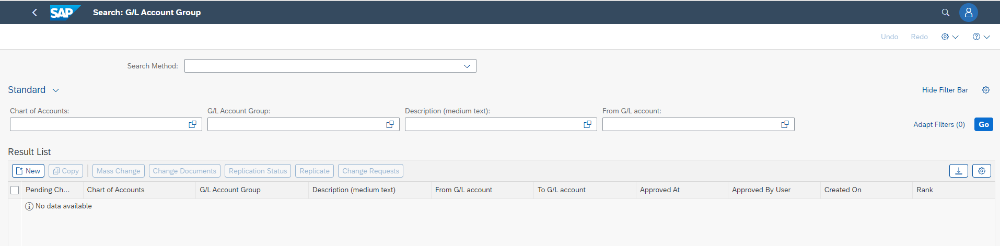 SAP Search: G/L Account Group
Undo Redo
Search Method:
Standard Hide Filter Bar
Chart of Accounts: G/L Account Group: Description (medium text): From G/L account:
Adapt Filters (0) Go
Result List
New Copy Mass Change Change Documents Replication Status Replicate Change Requests
Pending Ch... Chart of Accounts G/L Account Group Description (medium text) From G/L account To G/L account Approved At Approved By User Created On Rank
No data available